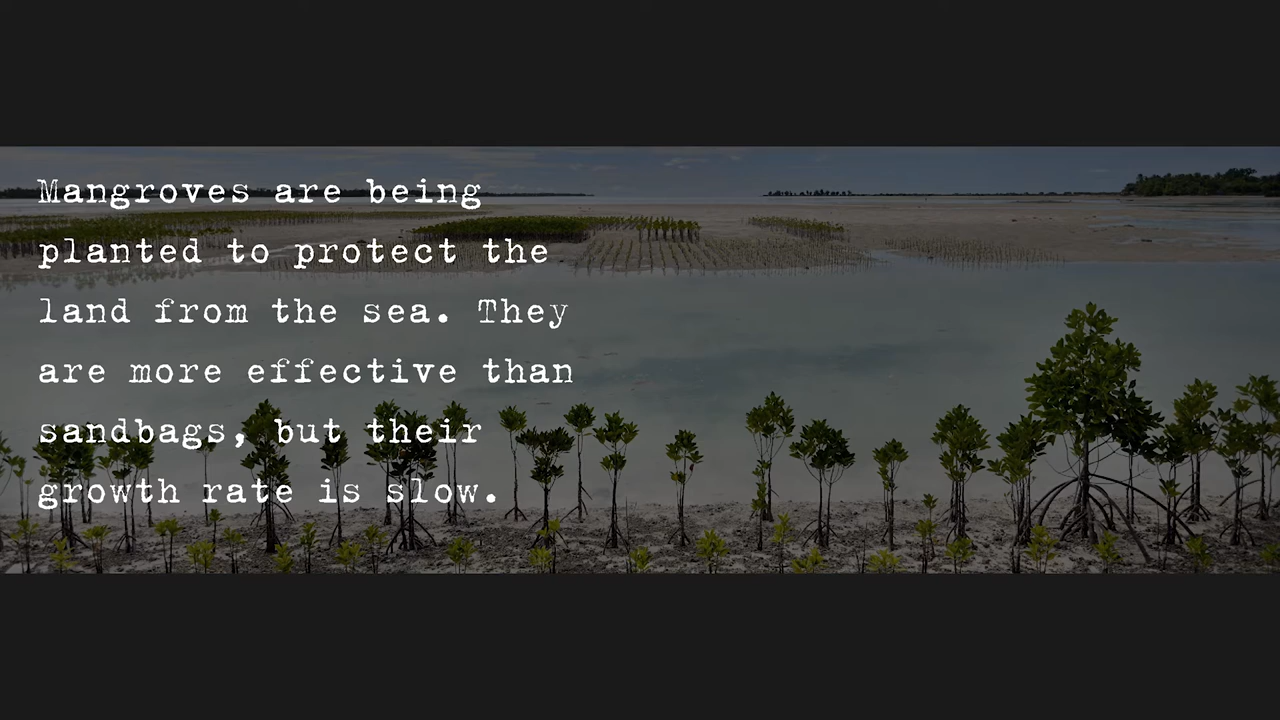 Mangroves are being
planted to protect the
land from the sea. They
are more effective than
sandbags, but their
growth rate is slow.